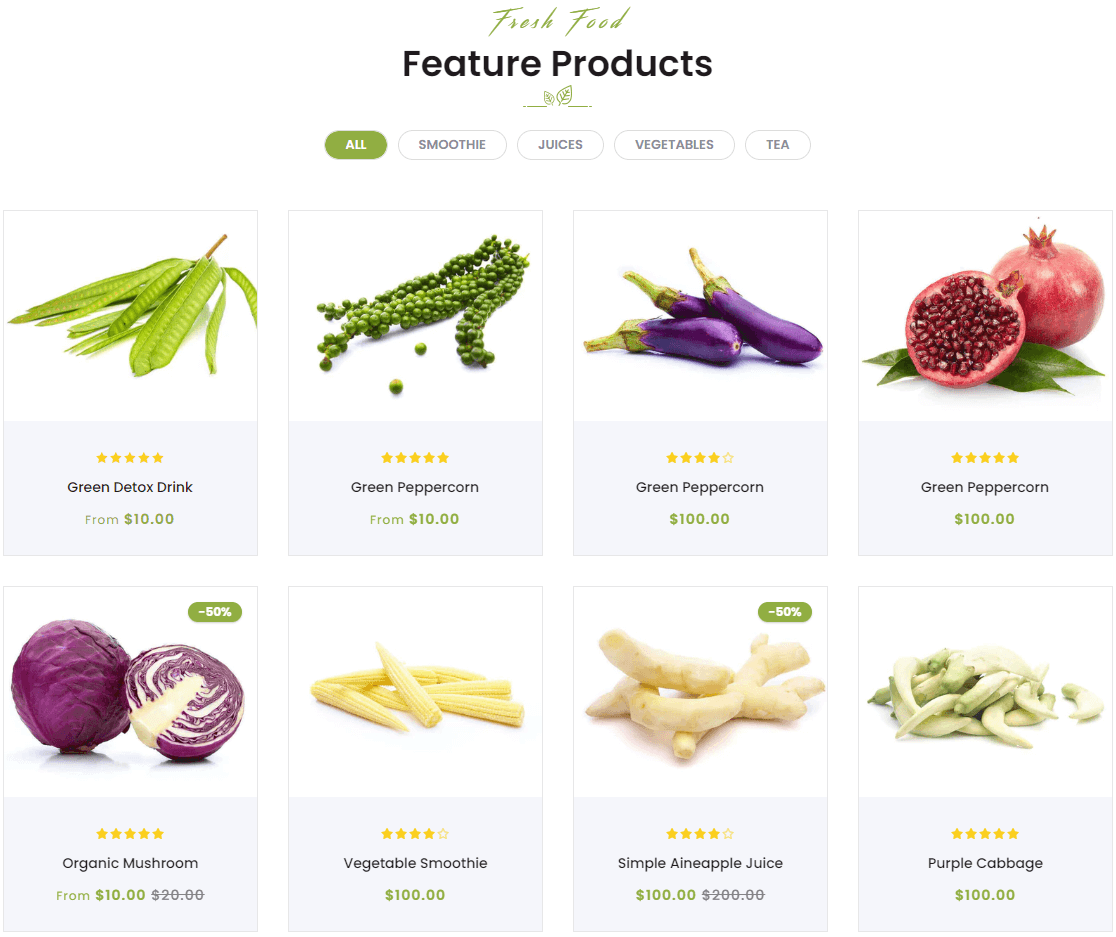 Fresh Food
Feature Products
ALL SMOOTHIE JUICES VEGETABLES TEA
Green Detox Drink
From $10.00
Green Peppercorn
From $10.00
Green Peppercorn
$100.00
Green Peppercorn
$100.00
-50%
Organic Mushroom
From $10.00 $20.00
Vegetable Smoothie
$100.00
-50%
Simple Aineapple Juice
$100.00 $200.00
Purple Cabbage
$100.00